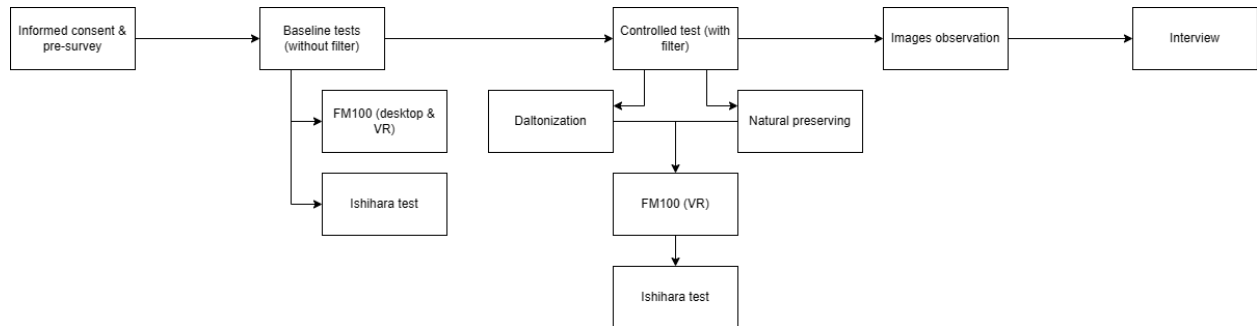 Informed consent &
pre-survey
Baseline tests
(without filter)
Controlled test (with
filter)
Images observation
Interview
FM100 (desktop &
VR)
Daltonization
Natural preserving
Ishihara test
FM100 (VR)
Ishihara test